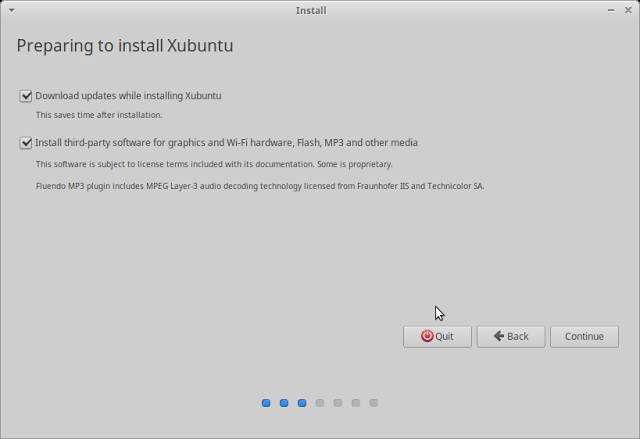 Install
Preparing to install Xubuntu
Download updates while installing Xubuntu
This saves time after installation.
Install third-party software for graphics and Wi-Fi hardware, Flash, MP3 and other media
This software is subject to license terms included with its documentation. Some is proprietary.
Fluendo MP3 plugin includes MPEG Layer-3 audio decoding technology licensed from Fraunhofer IIS and Technicolor SA.
Quit Back Continue